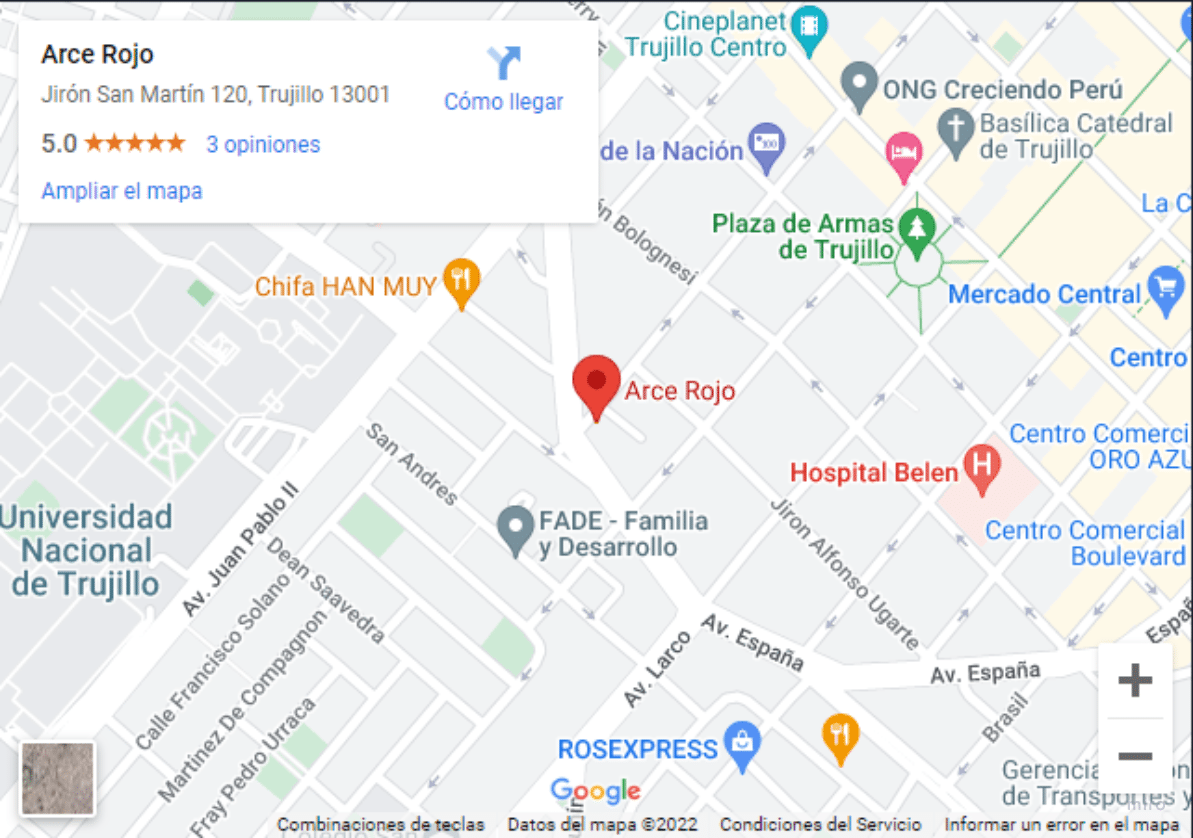 Arce Rojo
Jirón San Martín 120, Trujillo 13001
5.0
3 opiniones
Ampliar el mapa
Cómo llegar
Cineplanet
Trujillo Centro
ONG Creciendo Perú
Basílica Catedral
de Trujillo
de la Nación
100
La C
Plaza de Armas
de Trujillo
Bolognesi
Chifa HAN MUY
Mercado Central
Centro
Arce Rojo
Centro Comerci
ORO AZU
Hospital Belen
H
San Andres
Universidad
Nacional
de Trujillo
Av. Juan Pablo II
FADE - Familia
y Desarrollo
Jiron Alfonso Ugarte
Centro Comercial
Boulevard
Dean Saavedra
Calle Francisco Solano
Martinez De Compagnon
Fray Pedro Urraca
Av. España
Av. Larco
Av. España
España
Brasil
ROSEXPRESS
Gerencia
de Transportes y
Google
Combinaciones de teclas
Datos del mapa ©2022
Condiciones del Servicio
Informar un error en el mapa